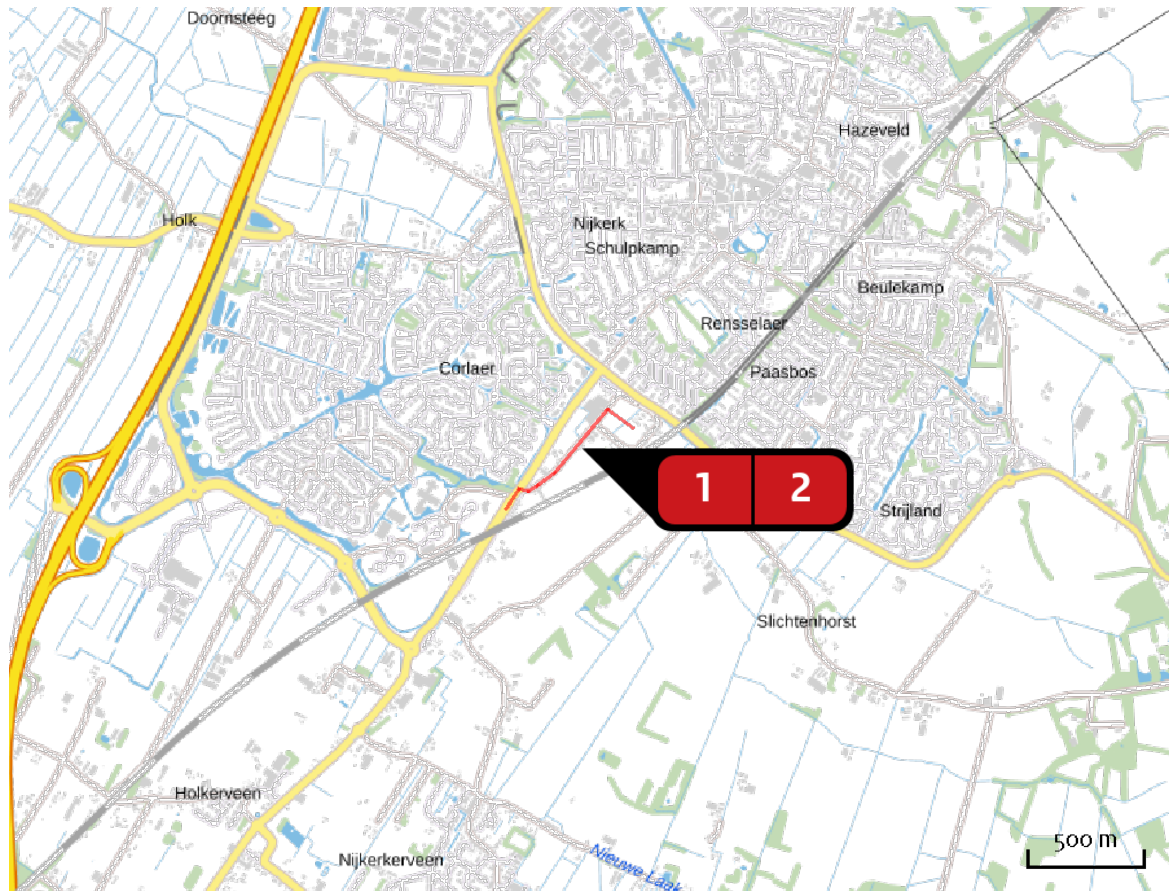 Doornsteeg
Hazeveld
Holk
Nijkerk
Schulpkamp
Beulekamp
Rensselaer
Corlaer
Paasbos
1 2
Strijland
Slichtenhorst
Holkerveen
500 m
Nijkerkerveen
Nieuwe Laak